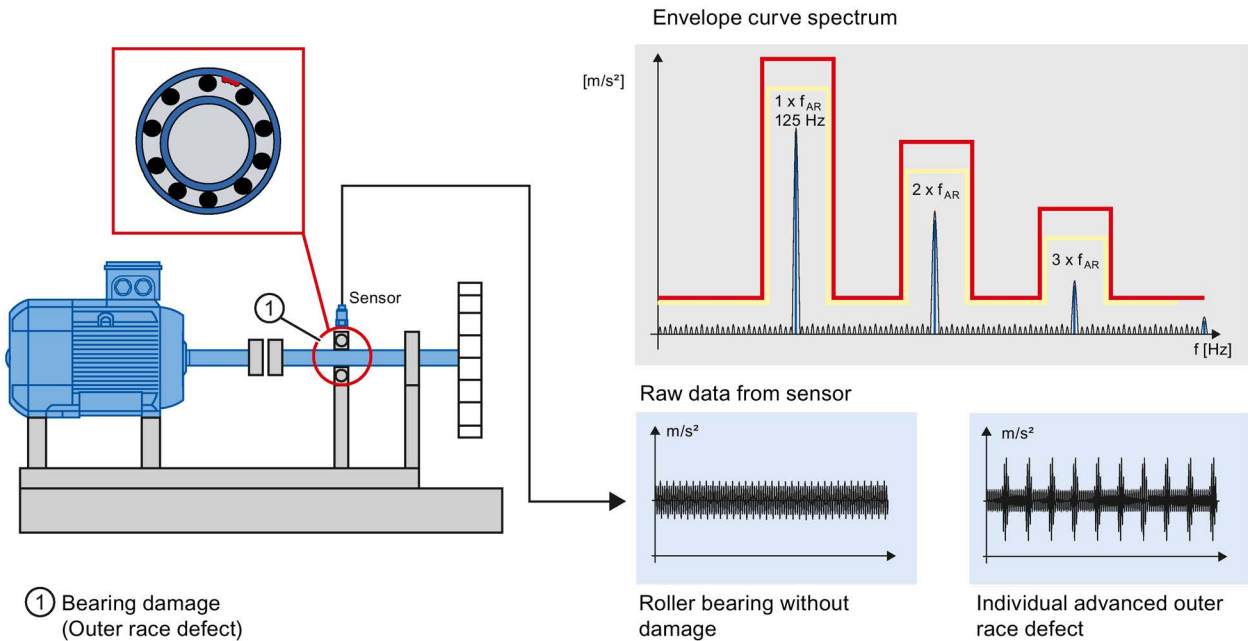 Envelope curve spectrum
[m/s²]
1 x fAR
125 Hz
2 x fAR
3 x fAR
f [Hz]
Sensor
1
Raw data from sensor
m/s²
m/s²
1 Bearing damage
(Outer race defect)
Roller bearing without
damage
Individual advanced outer
race defect